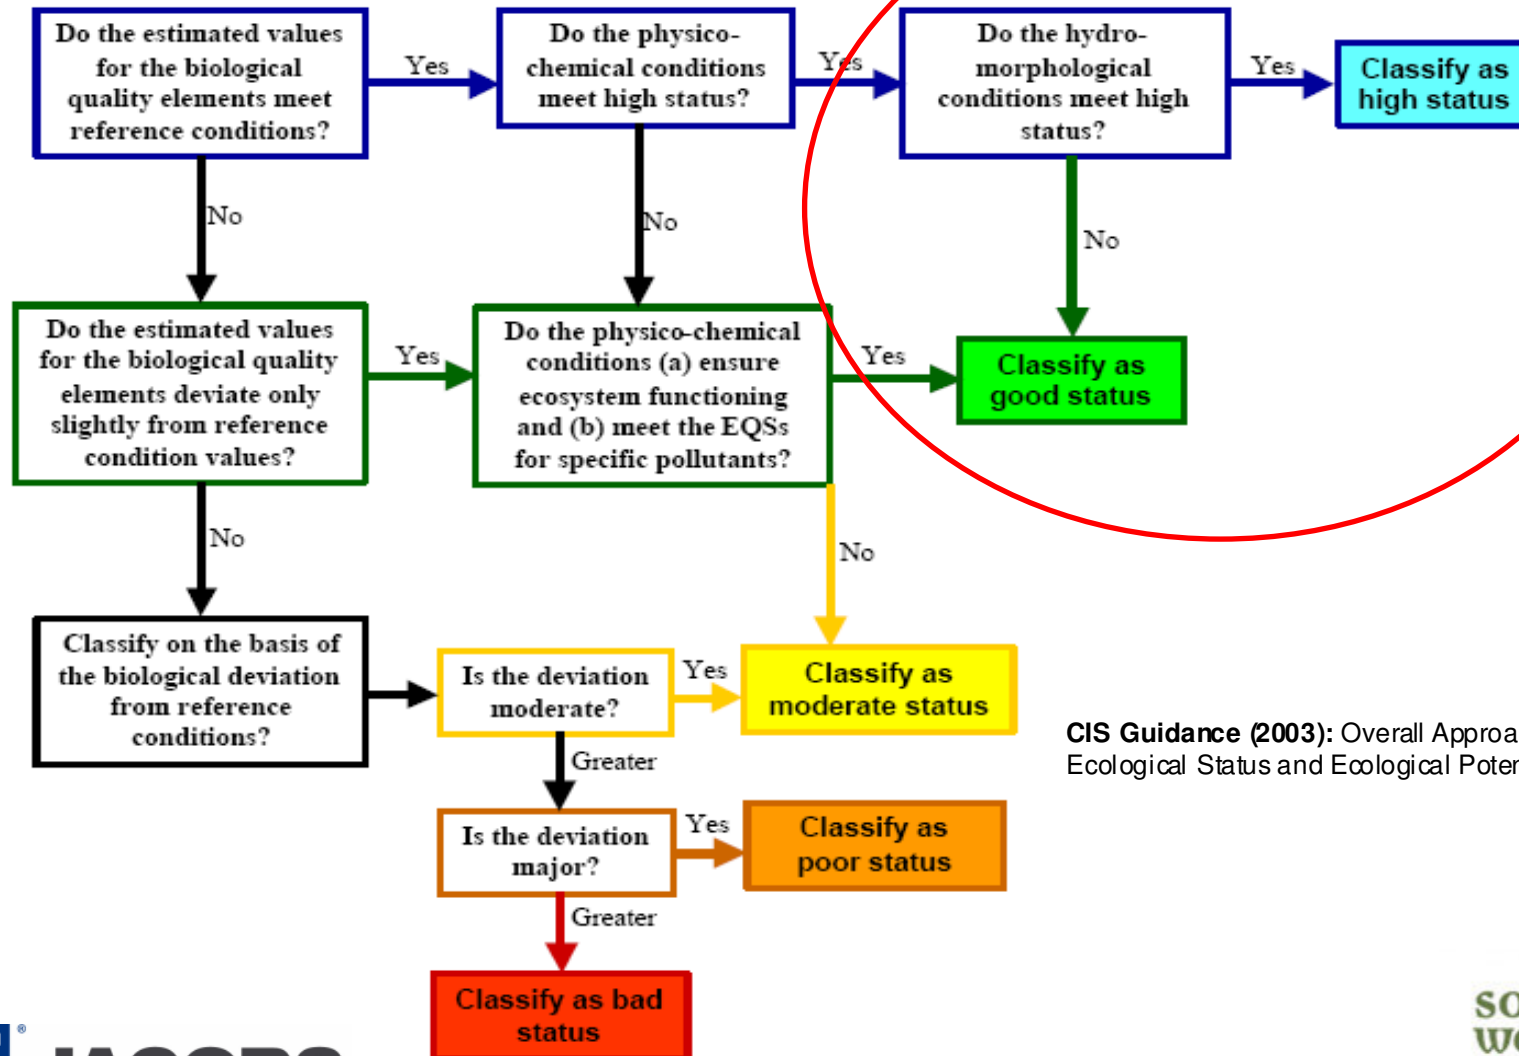 Do the estimated values
for the biological
quality elements meet
reference conditions?
Yes
Do the physico-
chemical conditions
meet high status?
Yes
Do the hydro-
morphological
conditions meet high
status?
Yes
Classify as
high status
No
No
No
Do the estimated values
for the biological quality
elements deviate only
slightly from reference
condition values?
Yes
Do the physico-chemical
conditions (a) ensure
ecosystem functioning
and (b) meet the EQSs
for specific pollutants?
Yes
Classify as
good status
No
No
Classify on the basis of
the biological deviation
from reference
conditions?
Is the deviation
moderate?
Yes
Classify as
moderate status
Greater
CIS Guidance (2003): Overall Approa
Ecological Status and Ecological Poten
Is the deviation
major?
Yes
Classify as
poor status
Greater
Classify as bad
status
®
JACOBS
SO